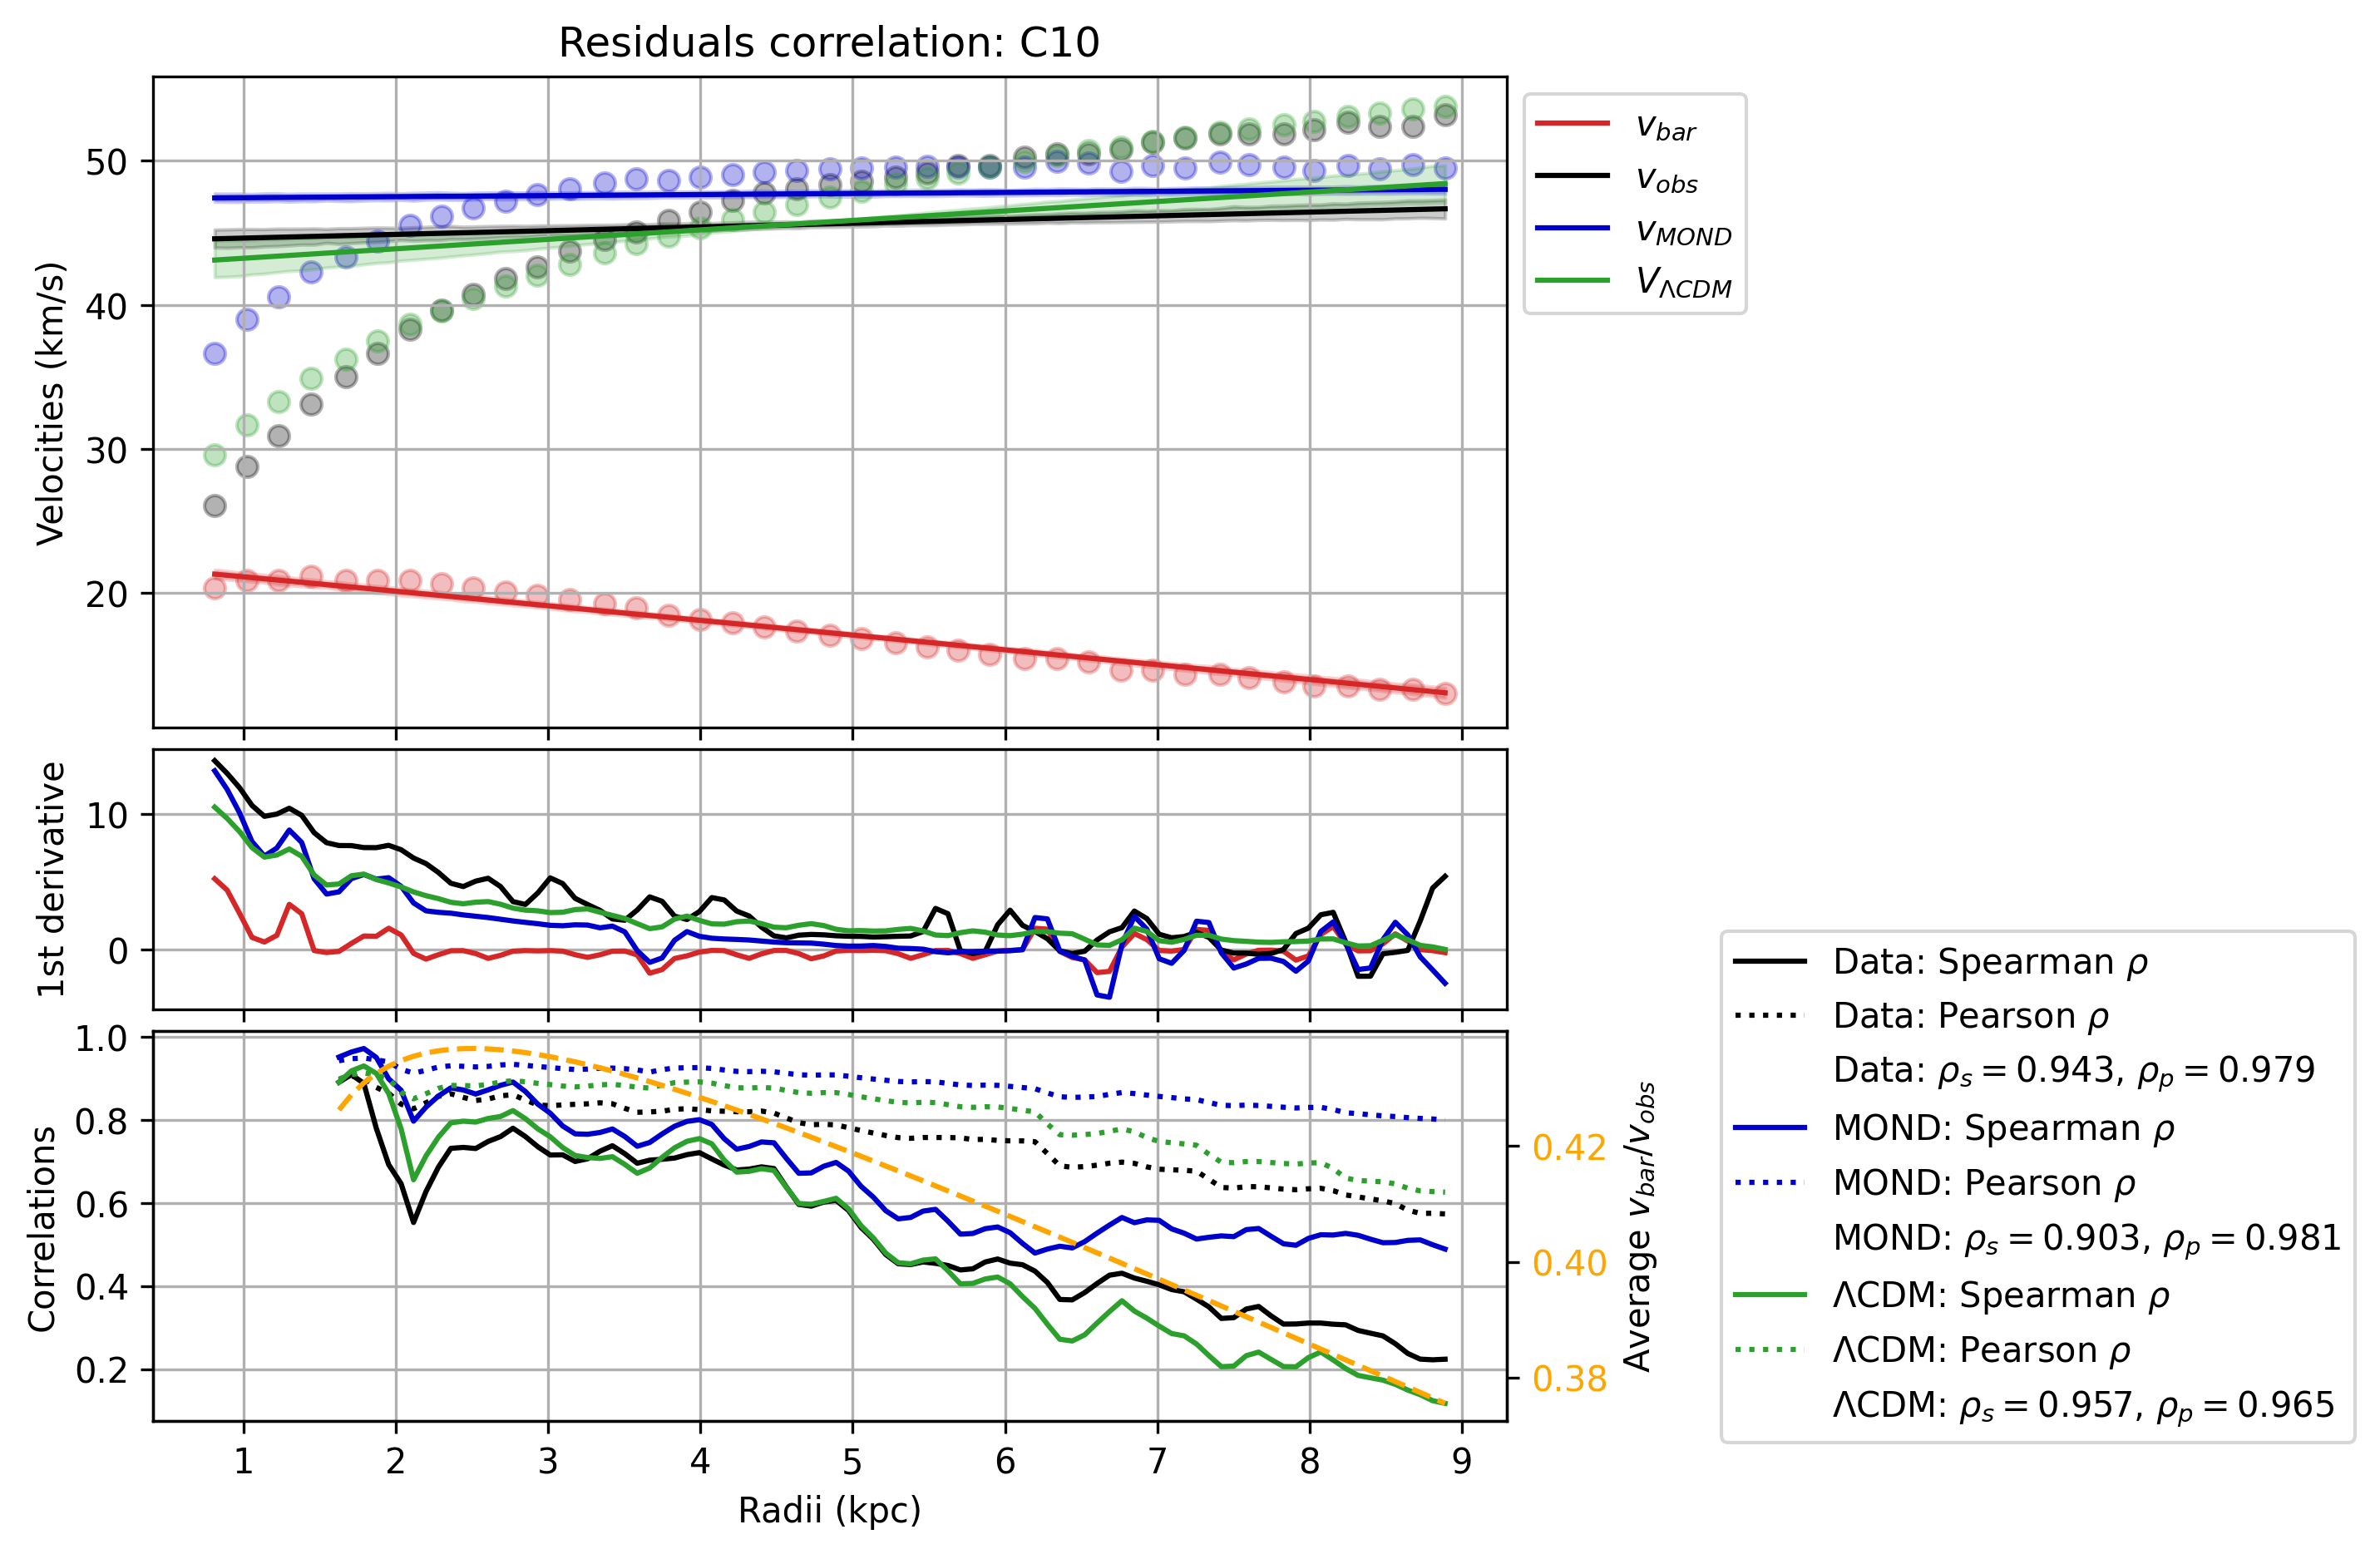 Residuals correlation: C10
Velocities (km/s)
50
40
30
20
v_bar
v_obs
v_MOND
V_ΛCDM
1st derivative
10
0
Correlations
1.0
0.8
0.6
0.4
0.2
0.42
0.40
0.38
Average v_bar/v_obs
1 2 3 4 5 6 7 8 9
Radii (kpc)
Data: Spearman ρ
Data: Pearson ρ
Data: ρ_s = 0.943, ρ_p = 0.979
MOND: Spearman ρ
MOND: Pearson ρ
MOND: ρ_s = 0.903, ρ_p = 0.981
ΛCDM: Spearman ρ
ΛCDM: Pearson ρ
ΛCDM: ρ_s = 0.957, ρ_p = 0.965